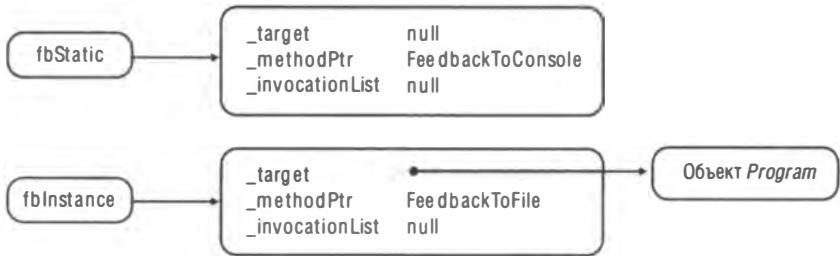 fbStatic
_target null
_methodPtr FeedbackToConsole
_invocationList null
fbInstance
_target
_methodPtr FeedbackToFile
_invocationList null
Объект Program